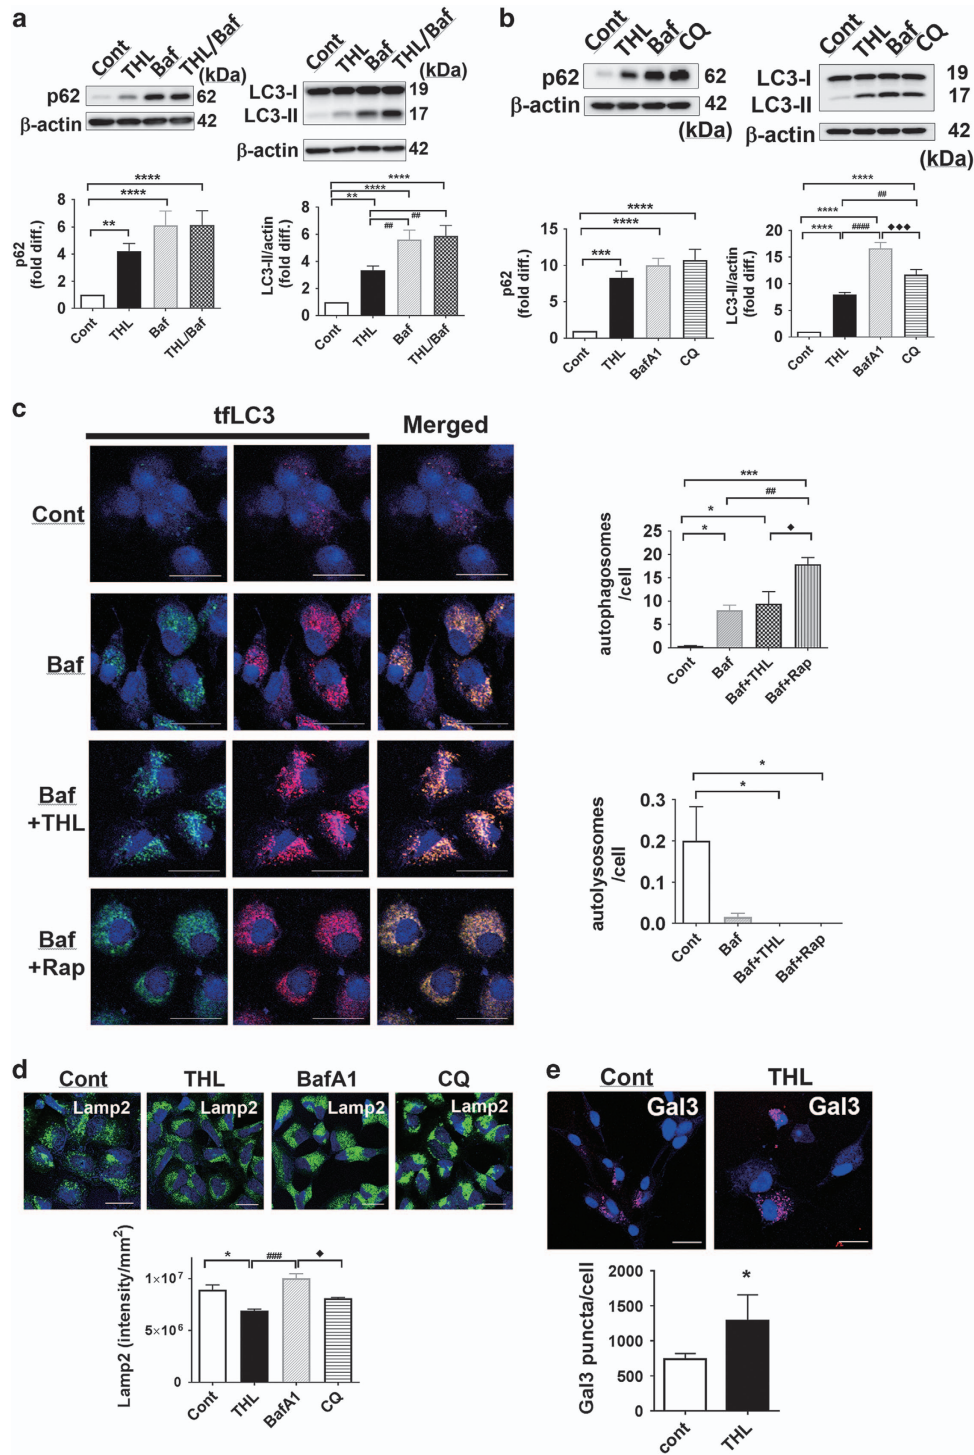 a
Cont THL Baf THL/Baf
(kDa)
p62 62
β-actin 42
Cont THL Baf THL/Baf
(kDa)
LC3-I 19
LC3-II 17
β-actin 42
p62
(fold diff.)
8
6
4
2
0
**
****
****
Cont THL Baf THL/Baf
LC3-II/actin
(fold diff.)
8
6
4
2
0
****
****
**
##
##
Cont THL Baf THL/Baf
b
Cont THL Baf CQ
p62 62
β-actin 42
(kDa)
Cont THL Baf CQ
LC3-I 19
LC3-II 17
β-actin 42
(kDa)
p62
(fold diff.)
15
10
5
0
****
****
***
Cont THL BafA1 CQ
LC3-II/actin
(fold diff.)
20
15
10
5
0
****
##
****
**** #### ◆◆◆
Cont THL BafA1 CQ
c
tfLC3
Merged
Cont
Baf
Baf
+THL
Baf
+Rap
autophagosomes
/cell
25
20
15
10
5
0
***
##
*
* ◆
Cont Baf Baf+THL Baf+Rap
autolysosomes
/cell
0.3
0.2
0.1
0.0
*
*
Cont Baf Baf+THL Baf+Rap
d
Cont THL BafA1 CQ
Lamp2 Lamp2 Lamp2 Lamp2
Lamp2 (intensity/mm²)
1×10⁷
5×10⁶
0
* ### ◆
Cont THL BafA1 CQ
e
Cont THL
Gal3 Gal3
Gal3 puncta/cell
2000
1500
1000
500
0
*
cont THL